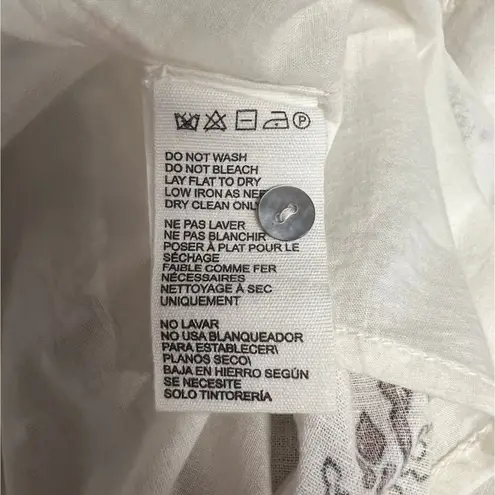 DO NOT WASH
DO NOT BLEACH
LAY FLAT TO DRY
LOW IRON AS
DRY CLEAN ONL
NE PAS LAVER
NE PAS BLANCHIR
POSER À PLAT POUR LE
SÉCHAGE
FAIBLE COMME FER
NÉCESSAIRES
NETTOYAGE À SEC
UNIQUEMENT
NO LAVAR
NO USA BLANQUEADOR
PARA ESTABLECER\
PLANOS SECO\
BAJA EN HIERRO SEGÚN
SE NECESITE
SOLO TINTORERÍA